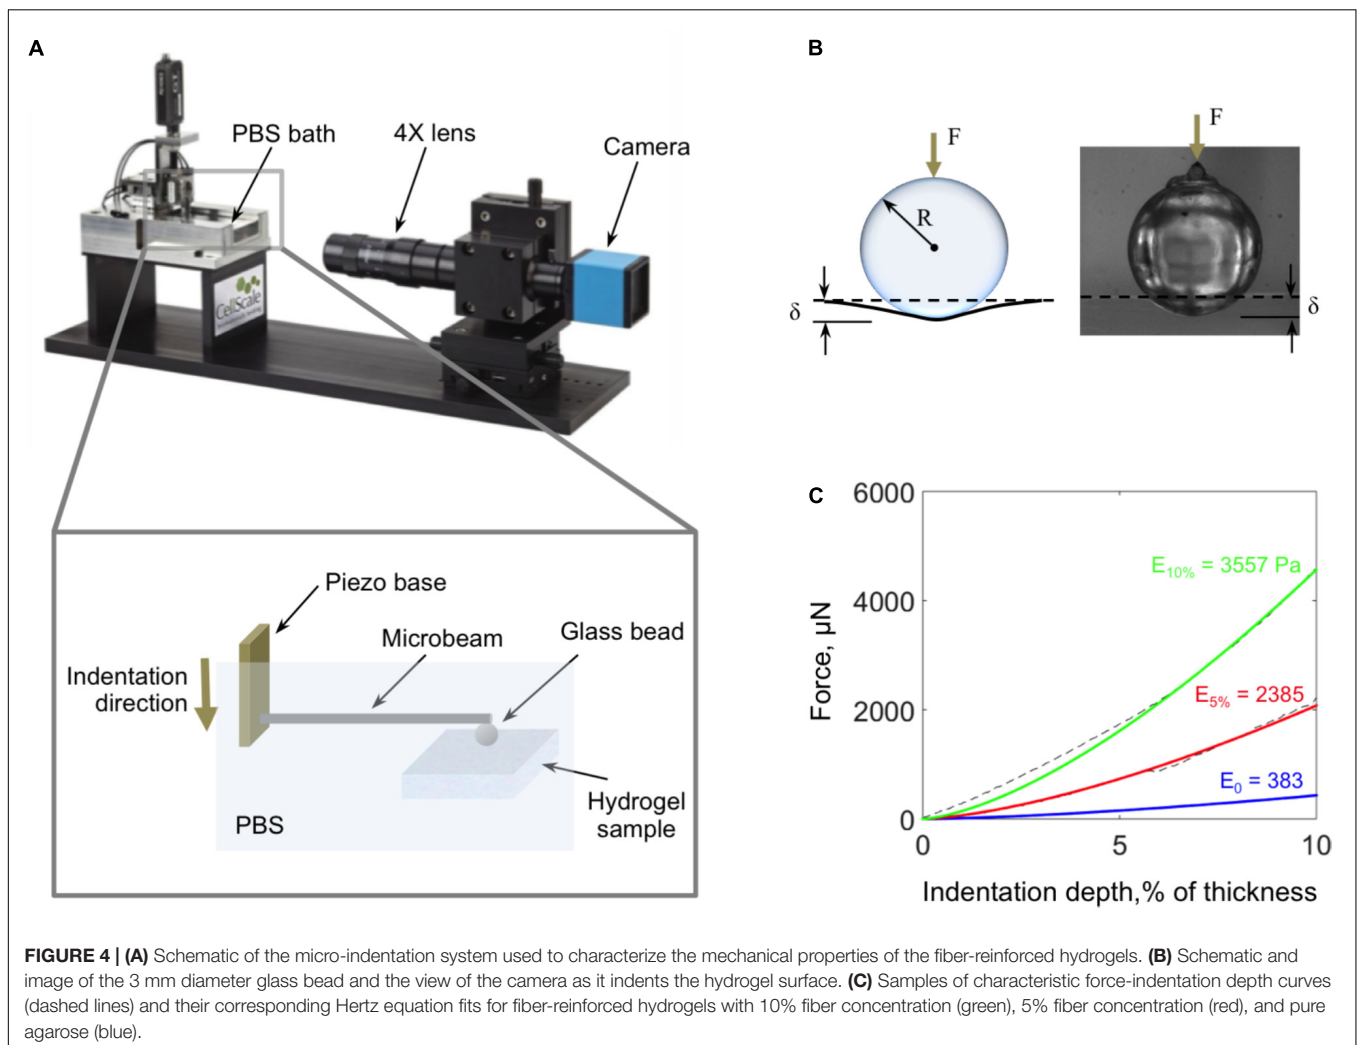 A
PBS bath
4X lens
Camera
CellScale
Piezo base
Indentation
direction
Microbeam
Glass bead
Hydrogel
sample
PBS
B
F
R
δ
F
δ
C
6000
4000
2000
0
Force, µN
E10% = 3557 Pa
E5% = 2385
E0 = 383
0
5
10
Indentation depth,% of thickness
FIGURE 4 | (A) Schematic of the micro-indentation system used to characterize the mechanical properties of the fiber-reinforced hydrogels. (B) Schematic and
image of the 3 mm diameter glass bead and the view of the camera as it indents the hydrogel surface. (C) Samples of characteristic force-indentation depth curves
(dashed lines) and their corresponding Hertz equation fits for fiber-reinforced hydrogels with 10% fiber concentration (green), 5% fiber concentration (red), and pure
agarose (blue).